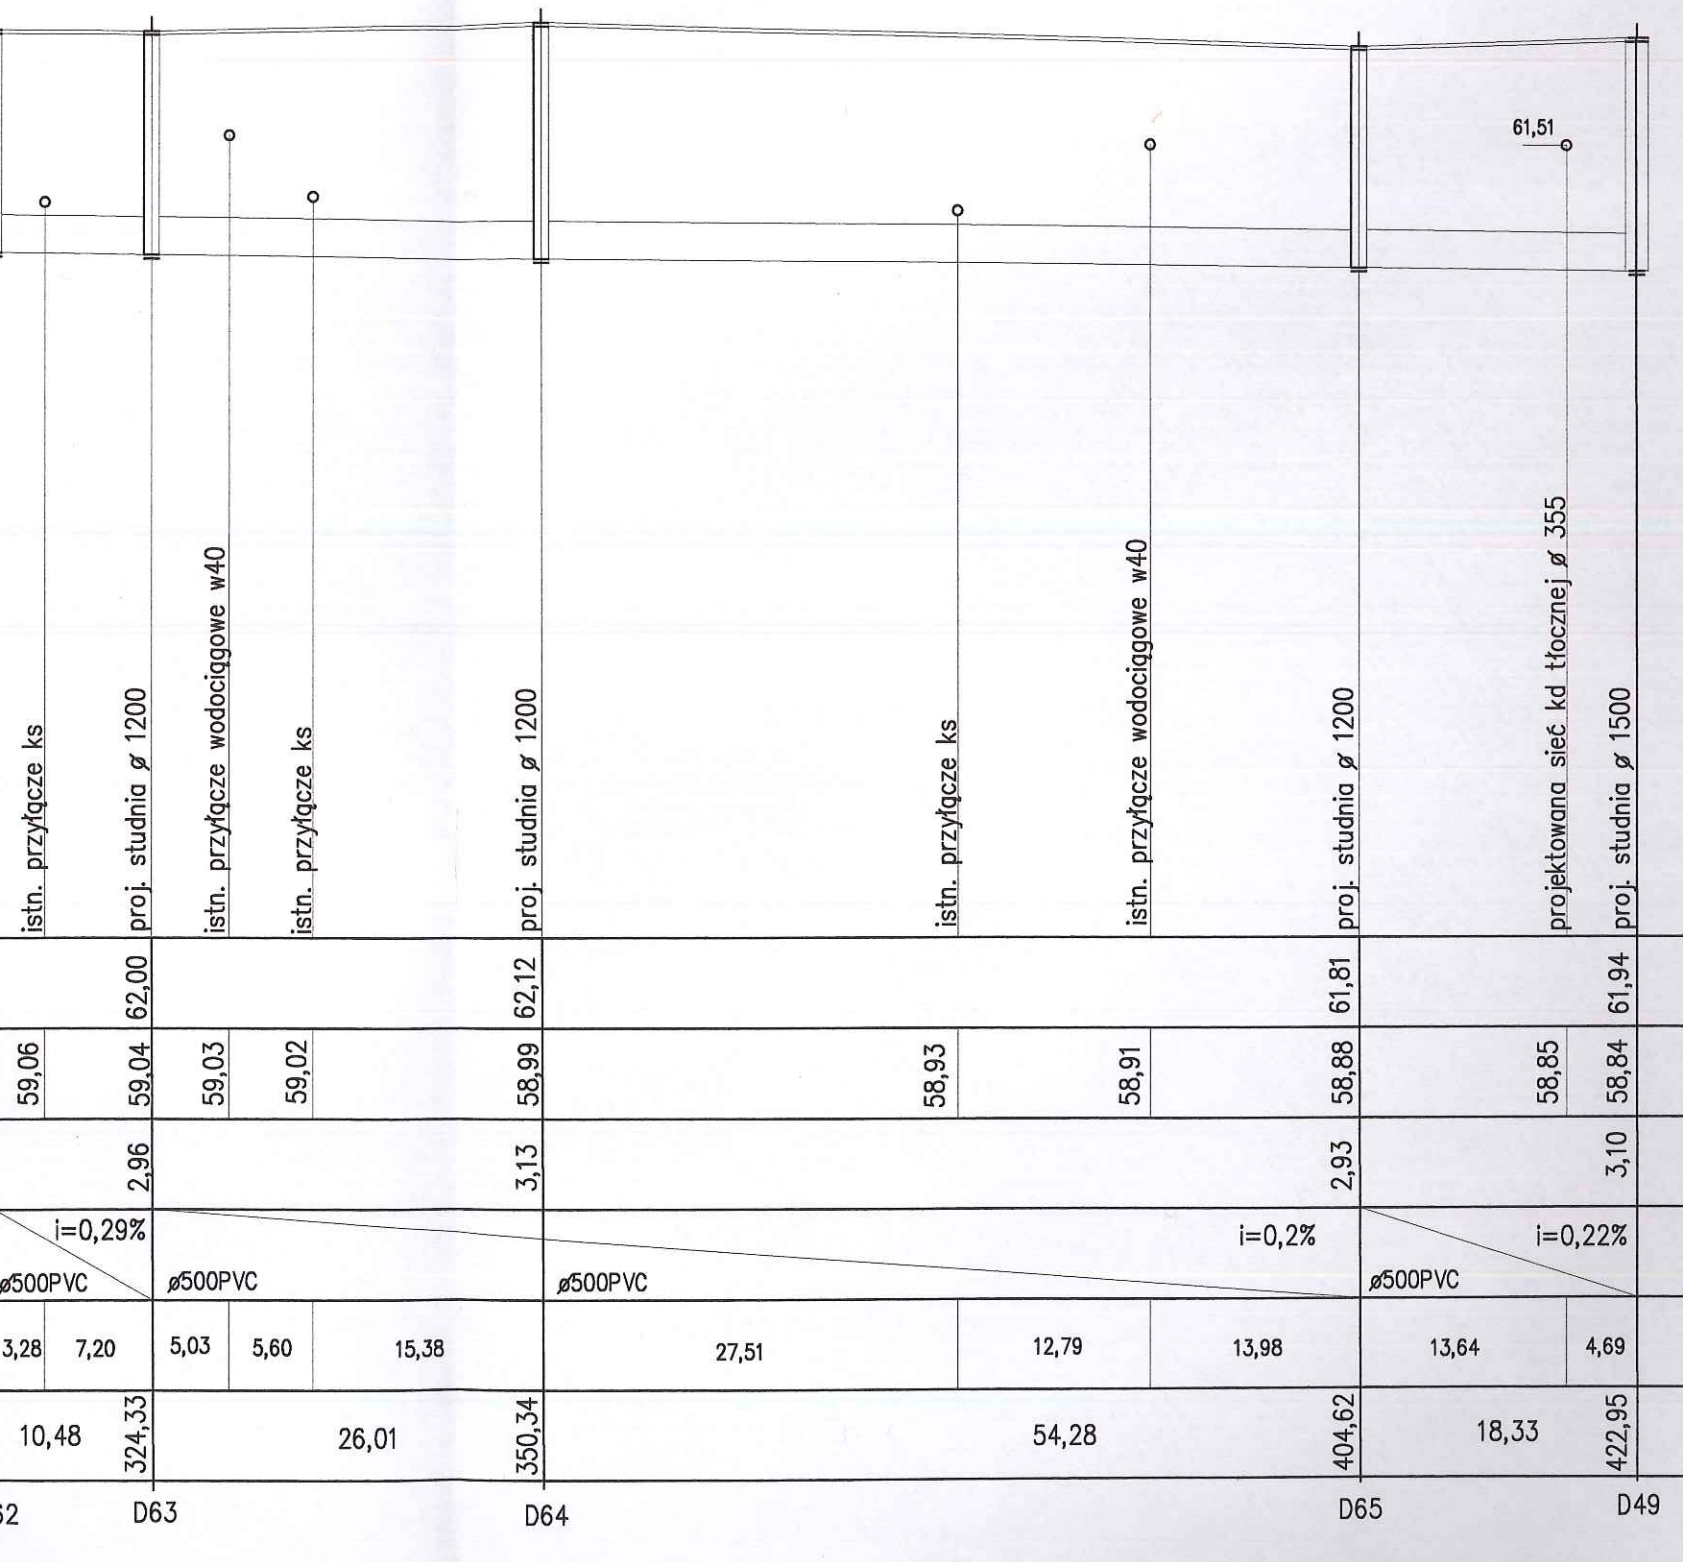 61,51
istn. przyłącze ks
proj. studnia ø 1200
istn. przyłącze wodociągowe w40
istn. przyłącze ks
proj. studnia ø 1200
istn. przyłącze ks
istn. przyłącze wodociągowe w40
proj. studnia ø 1200
projektowana sieć kd tłocznej ø 355
proj. studnia ø 1500
62,00
62,12
61,81
61,94
59,06
59,04
59,03
59,02
58,99
58,93
58,91
58,88
58,85
58,84
2,96
3,13
2,93
3,10
i=0,29%
i=0,2%
i=0,22%
ø500PVC
ø500PVC
ø500PVC
ø500PVC
3,28
7,20
5,03
5,60
15,38
27,51
12,79
13,98
13,64
4,69
10,48
324,33
26,01
350,34
54,28
404,62
18,33
422,95
D63
D64
D65
D49